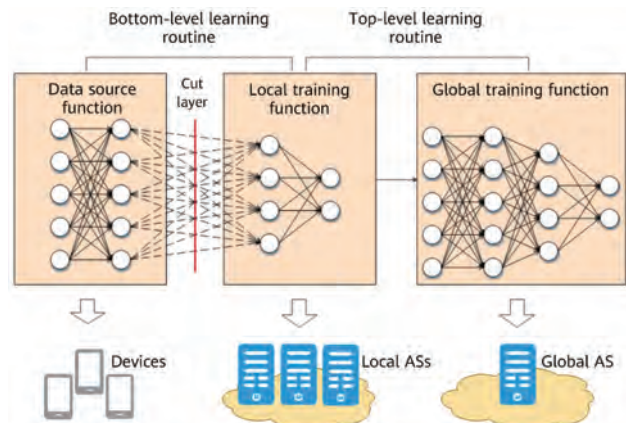 Bottom-level learning
routine
Top-level learning
routine
Data source
function
Cut
layer
Local training
function
Global training function
Devices
Local ASs
Global AS